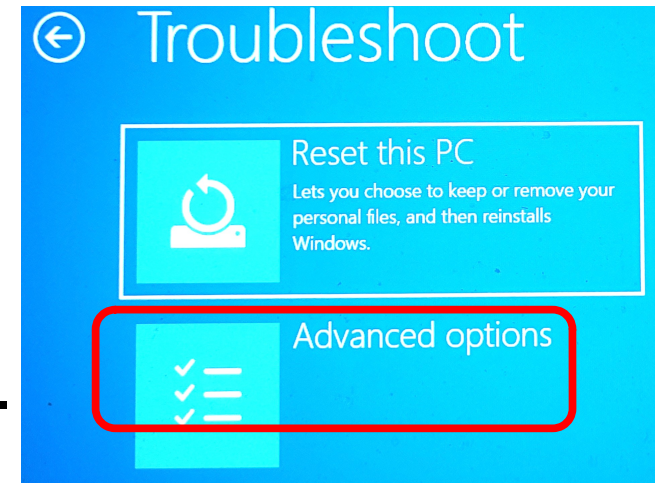 Troubleshoot
Reset this PC
Lets you choose to keep or remove your
personal files, and then reinstalls
Windows.
Advanced options